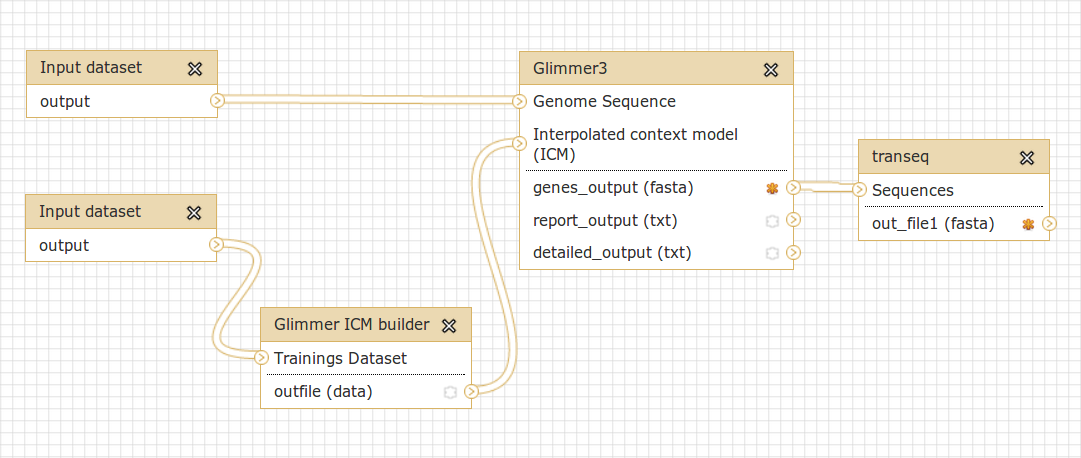 Input dataset
output
Input dataset
output
Glimmer ICM builder
Trainings Dataset
outfile (data)
Glimmer3
Genome Sequence
Interpolated context model
(ICM)
genes_output (fasta)
report_output (txt)
detailed_output (txt)
transeq
Sequences
out_file1 (fasta)